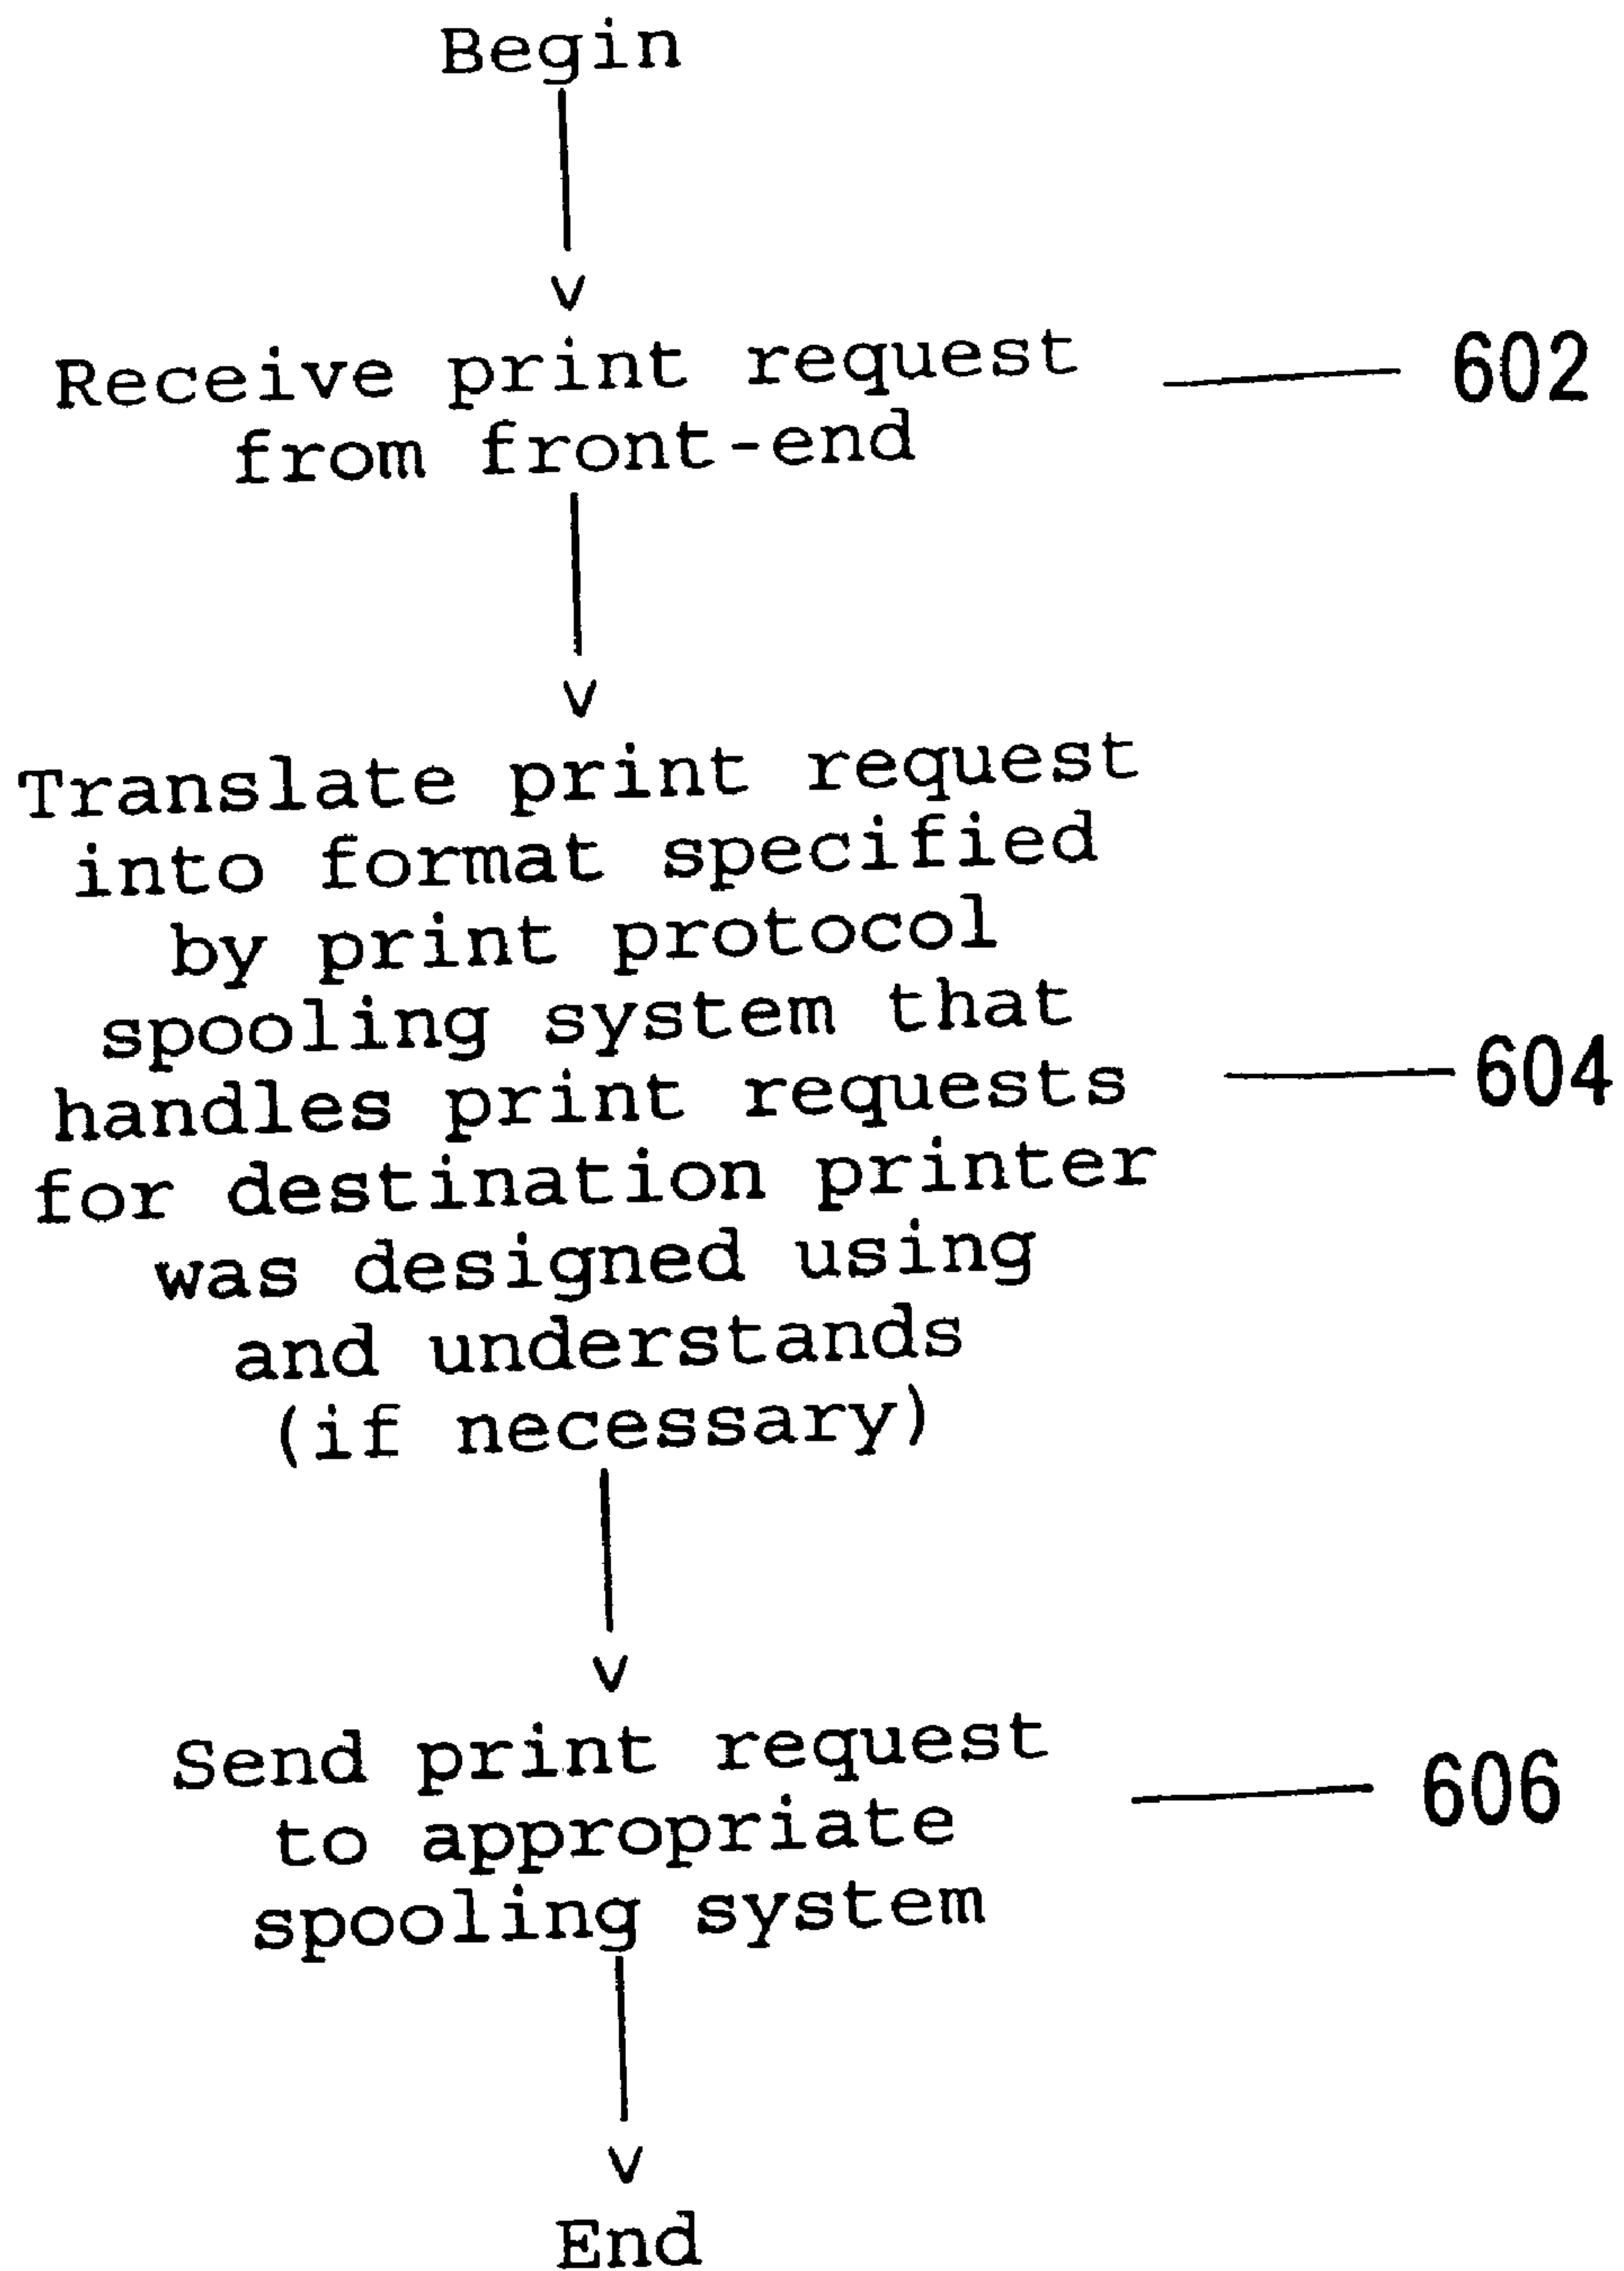 Begin
Receive print request
from front-end
602
Translate print request
into format specified
by print protocol
spooling system that
handles print requests
for destination printer
was designed using
and understands
(if necessary)
604
Send print request
to appropriate
spooling system
606
End